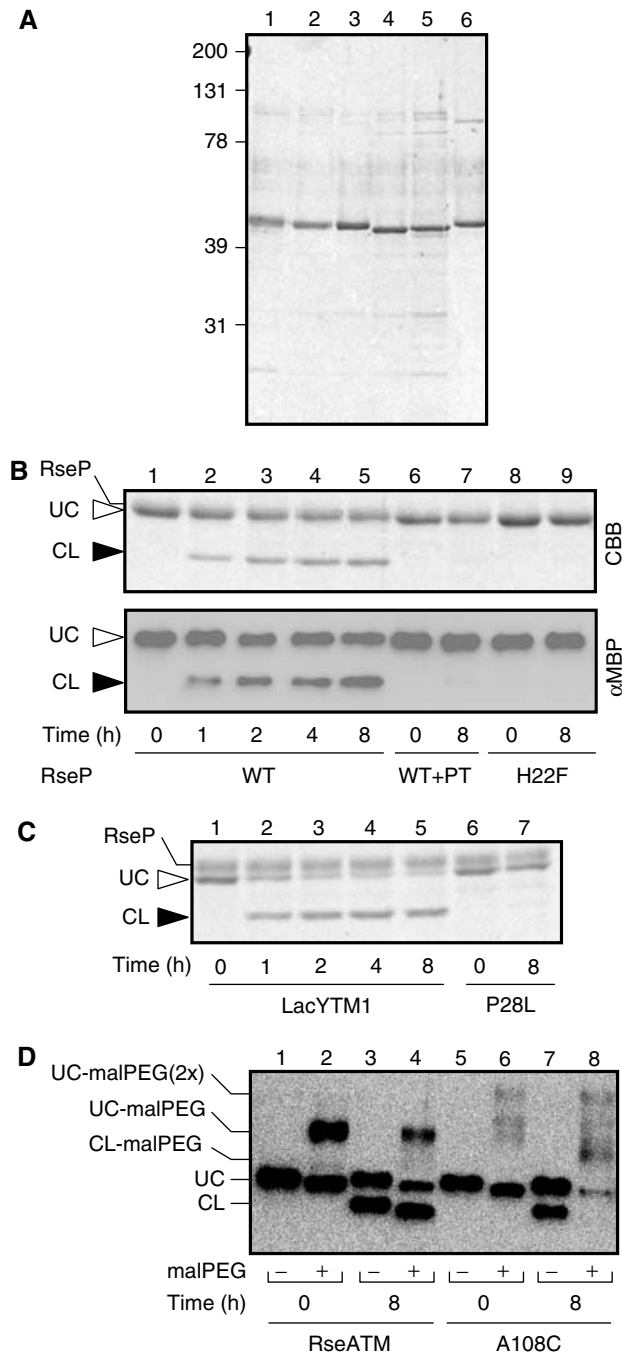 A
1 2 3 4 5 6
200
131
78
39
31
B
RseP
1 2 3 4 5 6 7 8 9
UC
CL
CBB
UC
CL
αMBP
Time (h) 0 1 2 4 8 0 8 0 8
RseP WT WT+PT H22F
C
1 2 3 4 5 6 7
RseP
UC
CL
Time (h) 0 1 2 4 8 0 8
LacYTM1 P28L
D
1 2 3 4 5 6 7 8
UC-malPEG(2x)
UC-malPEG
CL-malPEG
UC
CL
malPEG − + − + − + − +
Time (h) 0 8 0 8
RseATM A108C